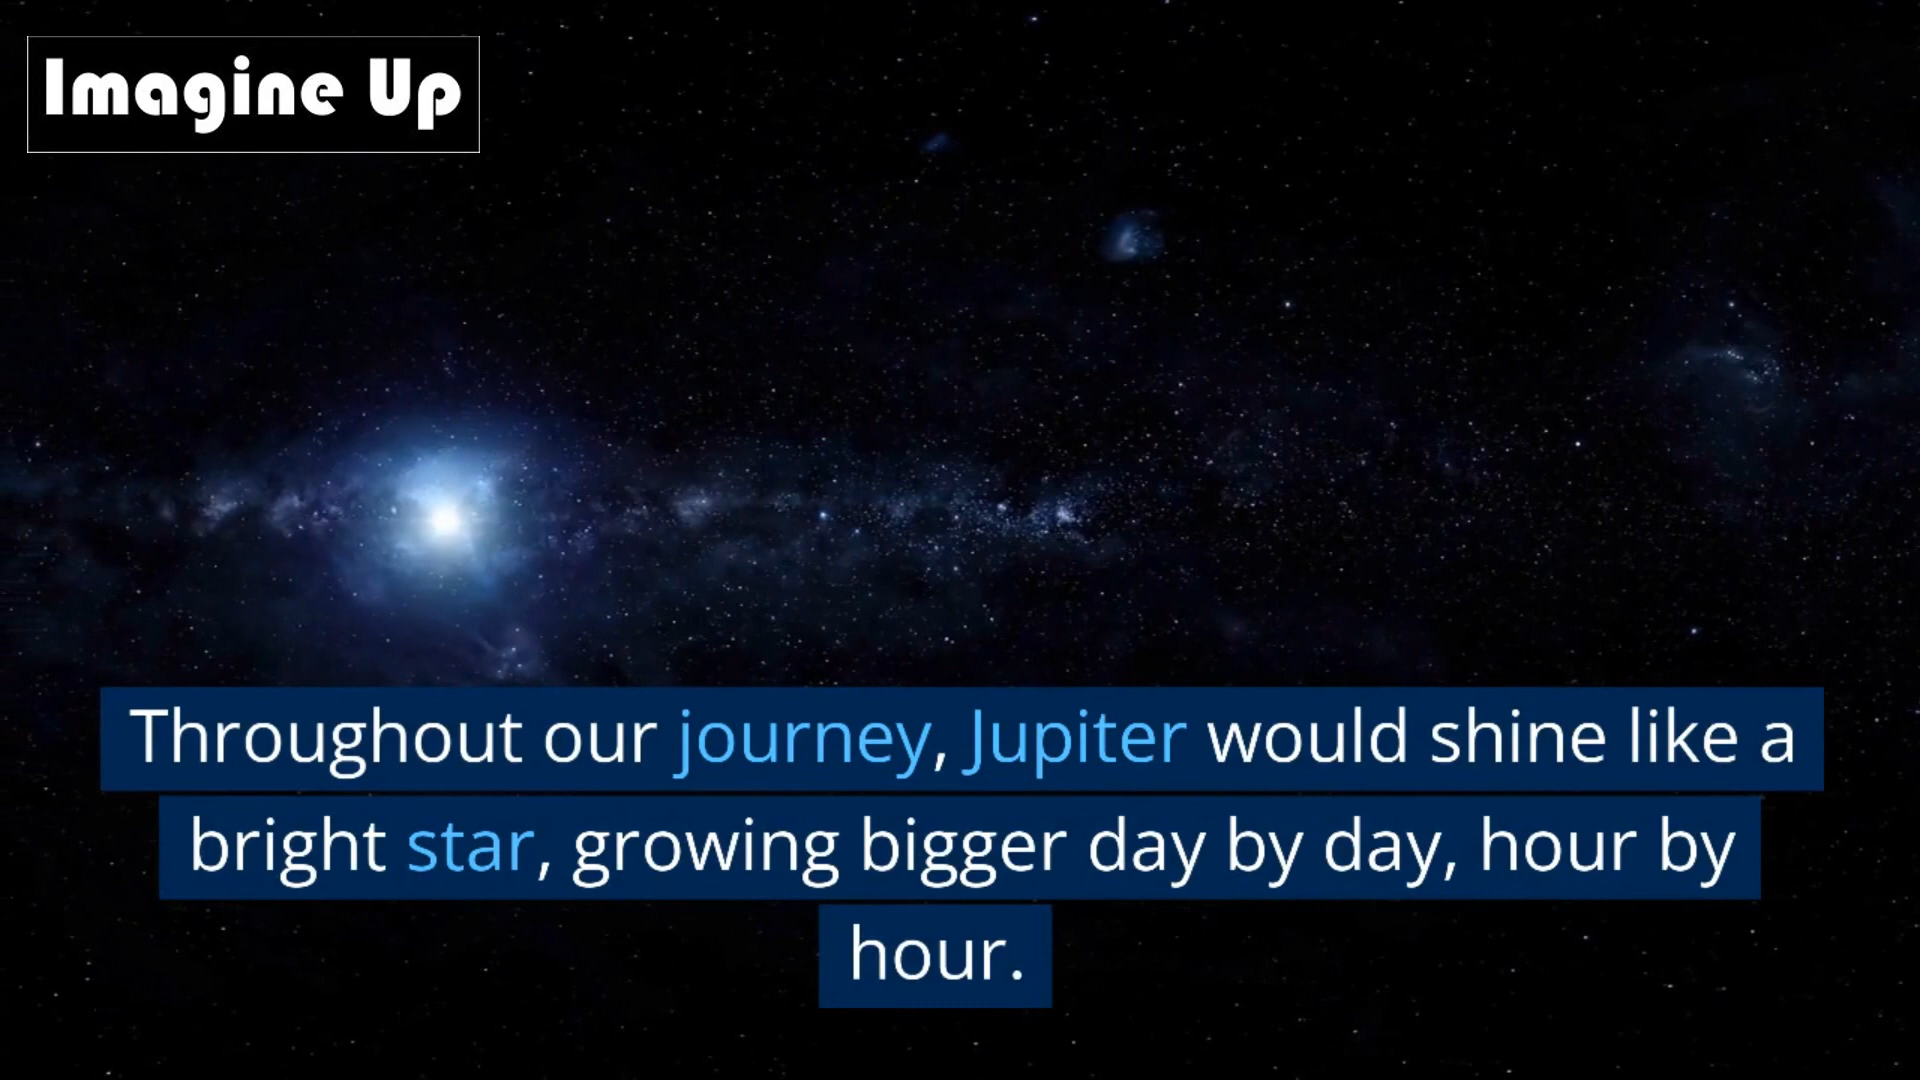 Imagine Up
Throughout our journey, Jupiter would shine like a
bright star, growing bigger day by day, hour by
hour.